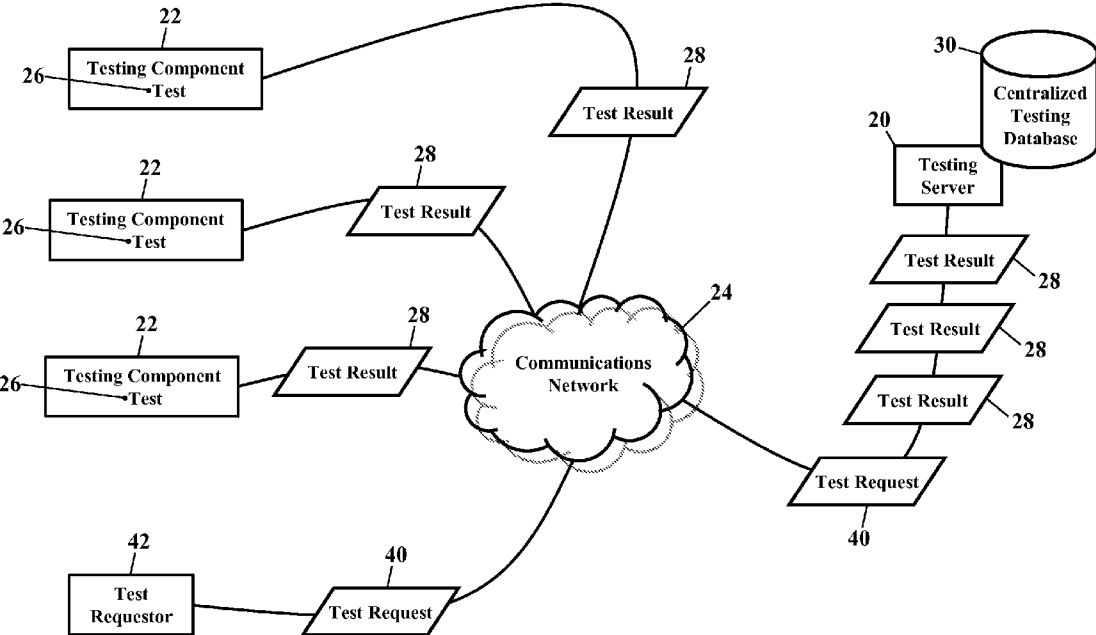 22
Testing Component
26
Test
28
Test Result
30
Centralized
Testing
Database
20
Testing
Server
22
Testing Component
26
Test
28
Test Result
Test Result
28
Test Result
28
Test Result
28
24
Communications
Network
22
Testing Component
26
Test
28
Test Result
Test Request
40
42
Test
Requestor
40
Test Request